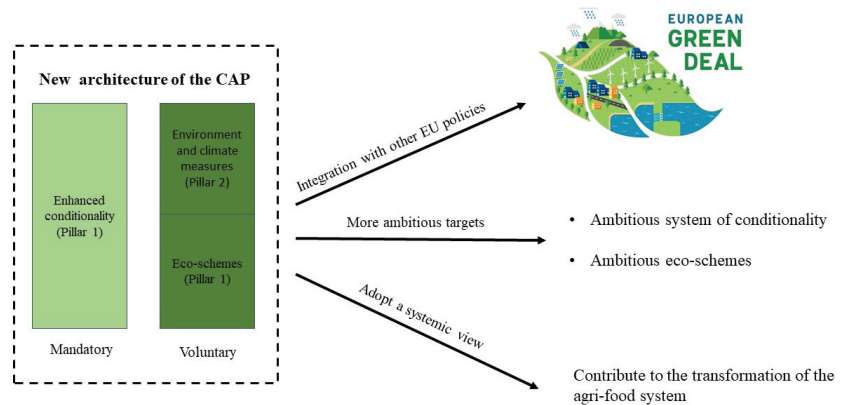 New architecture of the CAP
Enhanced
conditionality
(Pillar 1)
Environment
and climate
measures
(Pillar 2)
Eco-schemes
(Pillar 1)
Mandatory
Voluntary
Integration with other EU policies
More ambitious targets
Adopt a systemic view
EUROPEAN
GREEN
DEAL
• Ambitious system of conditionality
• Ambitious eco-schemes
Contribute to the transformation of the
agri-food system